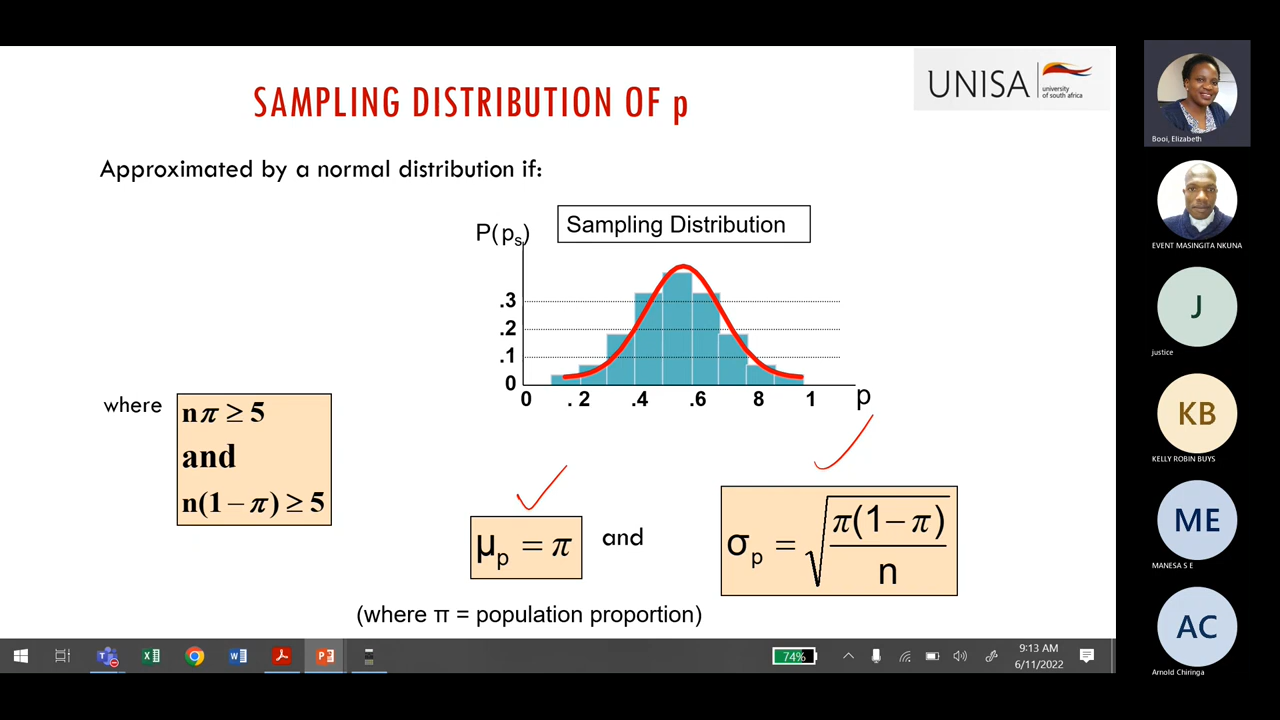 SAMPLING DISTRIBUTION OF p
UNISA
university
of south africa
Approximated by a normal distribution if:
P(ps)
Sampling Distribution
.3
.2
.1
0
0 .2 .4 .6 8 1 p
where
nπ ≥ 5
and
n(1−π) ≥ 5
μp = π
and
σp = √(π(1−π)/n)
(where π = population proportion)
74%
9:13 AM
6/11/2022
Booi, Elizabeth
EVENT MASINGITA NKUNA
J
justice
KB
KELLY ROBIN BUYS
ME
MANESA S E
AC
Arnold Chiringa